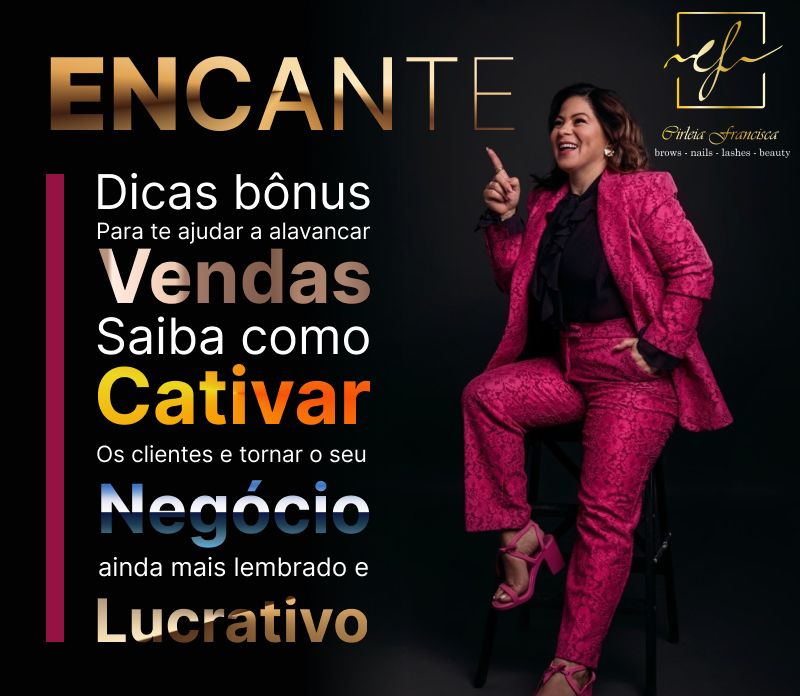 ENCANTE
Dicas bônus
Para te ajudar a alavancar
Vendas
Saiba como
Cativar
Os clientes e tornar o seu
Negócio
ainda mais lembrado e
Lucrativo
cf
Cirleia Francisca
brows - nails - lashes - beauty